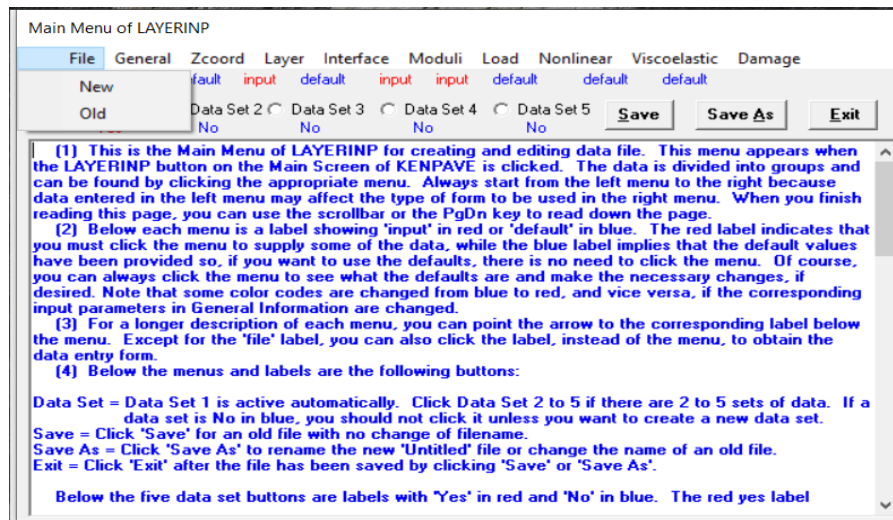 Main Menu of LAYERINP
File General Zcoord Layer Interface Moduli Load Nonlinear Viscoelastic Damage
New
Old
input default input input default default default
Data Set 2 Data Set 3 Data Set 4 Data Set 5 Save Save As Exit
No No No No
(1) This is the Main Menu of LAYERINP for creating and editing data file. This menu appears when
the LAYERINP button on the Main Screen of KENPAVE is clicked. The data is divided into groups and
can be found by clicking the appropriate menu. Always start from the left menu to the right because
data entered in the left menu may affect the type of form to be used in the right menu. When you finish
reading this page, you can use the scrollbar or the PgDn key to read down the page.
(2) Below each menu is a label showing 'input' in red or 'default' in blue. The red label indicates that
you must click the menu to supply some of the data, while the blue label implies that the default values
have been provided so, if you want to use the defaults, there is no need to click the menu. Of course,
you can always click the menu to see what the defaults are and make the necessary changes, if
desired. Note that some color codes are changed from blue to red, and vice versa, if the corresponding
input parameters in General Information are changed.
(3) For a longer description of each menu, you can point the arrow to the corresponding label below
the menu. Except for the 'file' label, you can also click the label, instead of the menu, to obtain the
data entry form.
(4) Below the menus and labels are the following buttons:
Data Set = Data Set 1 is active automatically. Click Data Set 2 to 5 if there are 2 to 5 sets of data. If a
data set is No in blue, you should not click it unless you want to create a new data set.
Save = Click 'Save' for an old file with no change of filename.
Save As = Click 'Save As' to rename the new 'Untitled' file or change the name of an old file.
Exit = Click 'Exit' after the file has been saved by clicking 'Save' or 'Save As'.
Below the five data set buttons are labels with 'Yes' in red and 'No' in blue. The red yes label